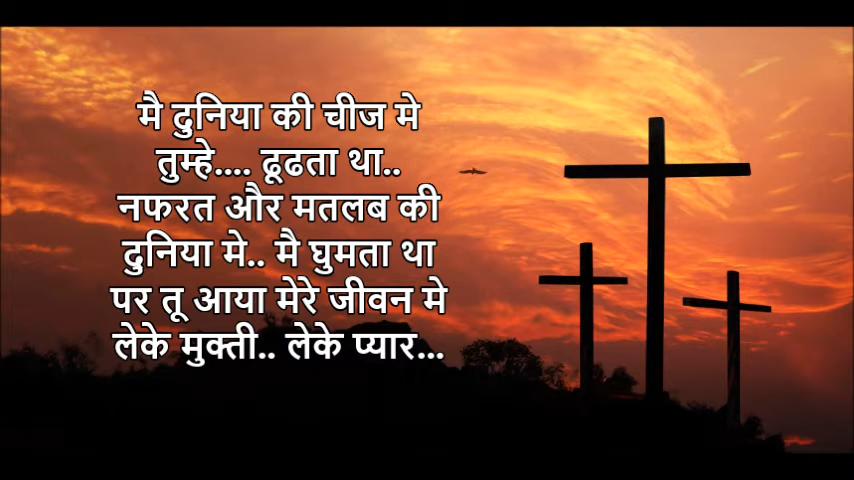 मै दुनिया की चीज मे
तुम्हे.... ढूढता था..
नफरत और मतलब की
दुनिया मे.. मै घुमता था
पर तू आया मेरे जीवन मे
लेके मुक्ती.. लेके प्यार...